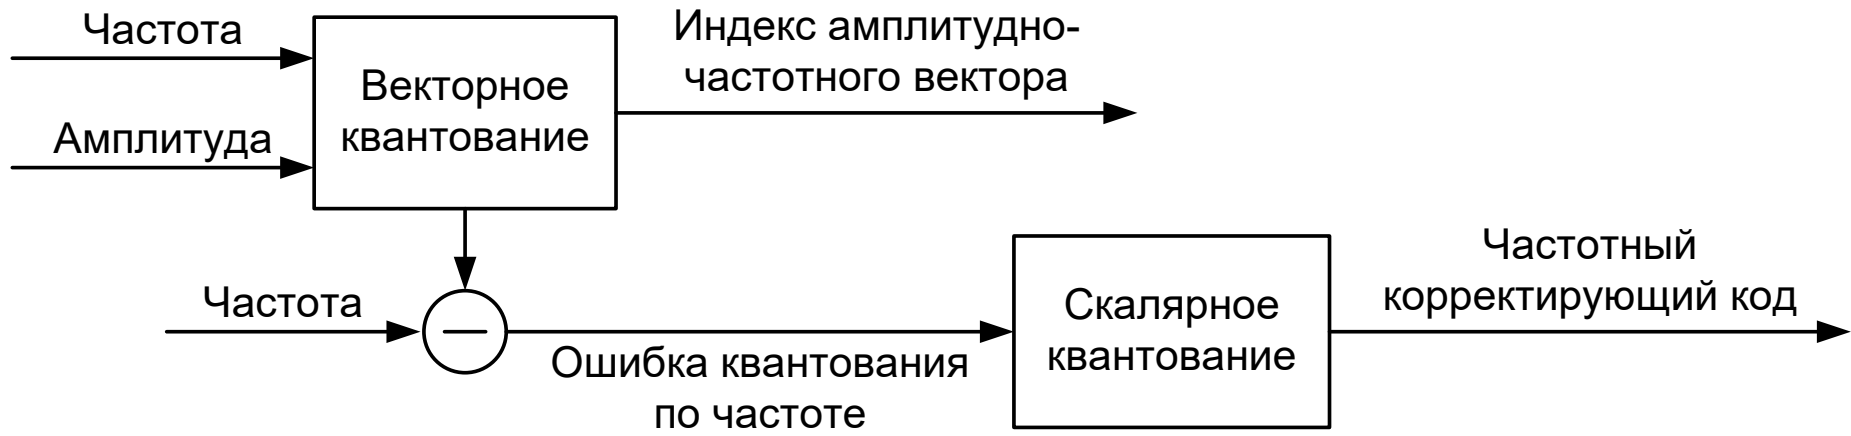 Частота
Амплитуда
Векторное
квантование
Индекс амплитудно-
частотного вектора
Частота
Ошибка квантования
по частоте
Скалярное
квантование
Частотный
корректирующий код